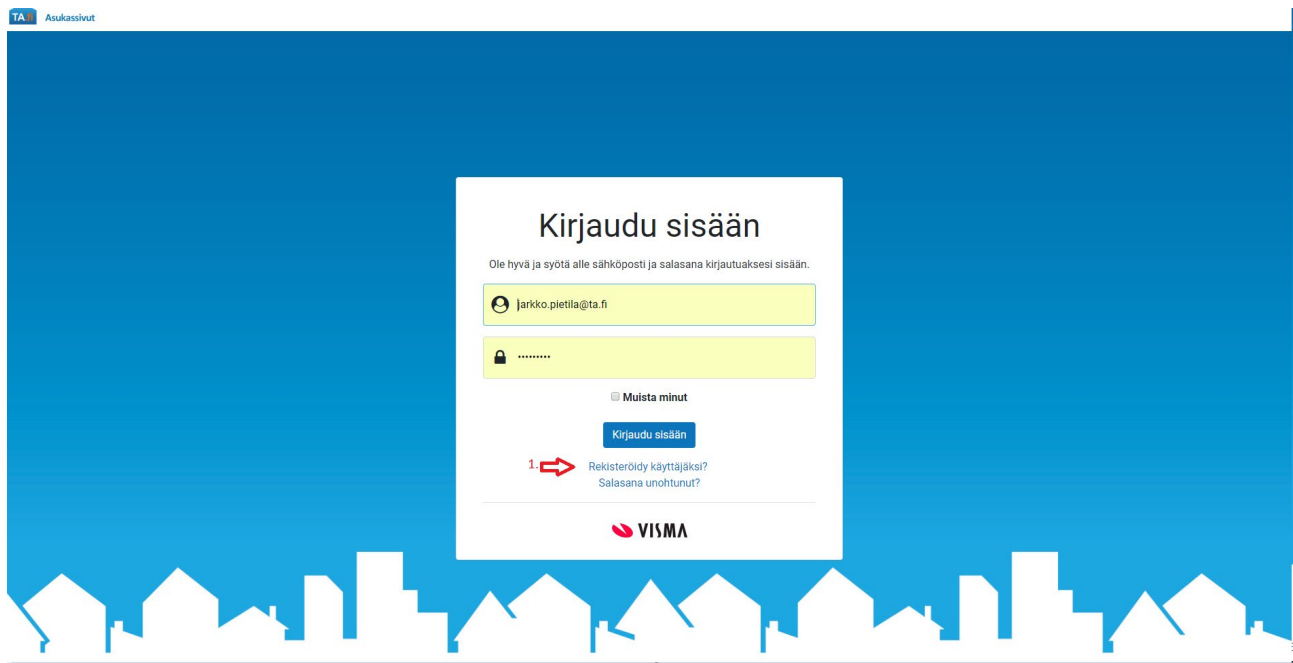 TA.fi Asukassivut
Kirjaudu sisään
Ole hyvä ja syötä alle sähköposti ja salasana kirjautuaksesi sisään.
jarkko.pietila@ta.fi
•••••••••
Muista minut
Kirjaudu sisään
1. Rekisteröidy käyttäjäksi?
Salasana unohtunut?
VISMA